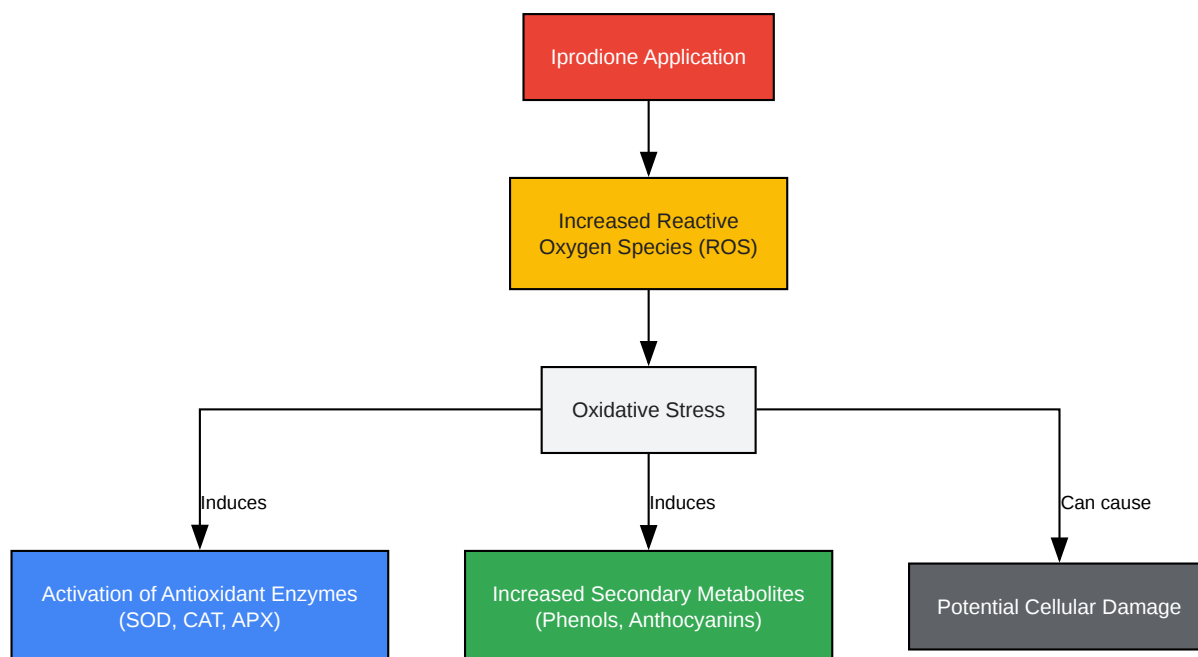 Iprodione Application
Increased Reactive
Oxygen Species (ROS)
Oxidative Stress
Induces
Induces
Can cause
Activation of Antioxidant Enzymes
(SOD, CAT, APX)
Increased Secondary Metabolites
(Phenols, Anthocyanins)
Potential Cellular Damage